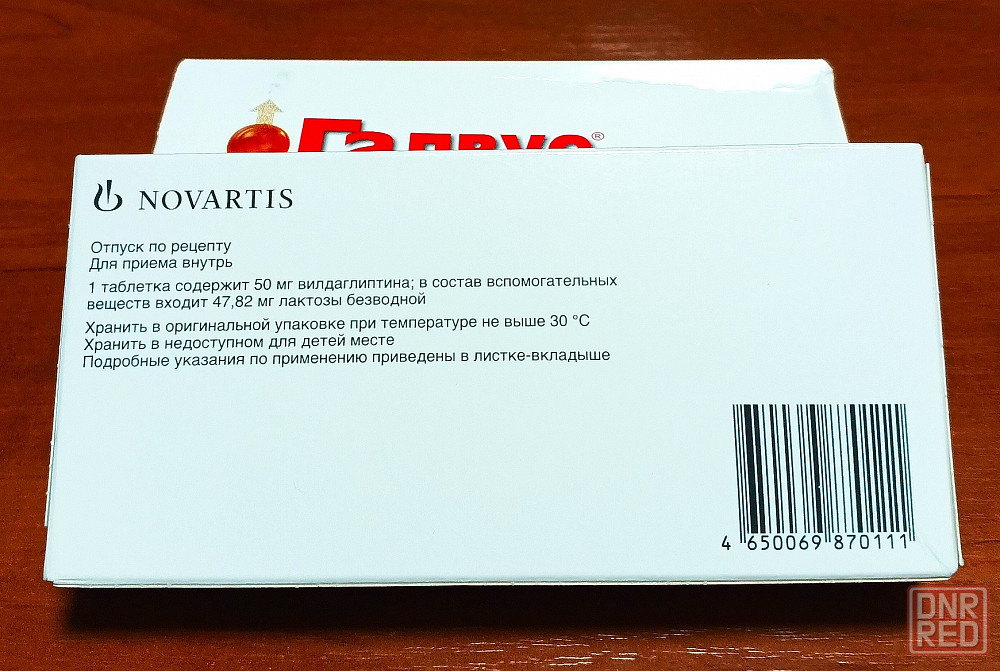 Галвус®
NOVARTIS
Отпуск по рецепту
Для приема внутрь
1 таблетка содержит 50 мг вилдаглиптина; в состав вспомогательных
веществ входит 47,82 мг лактозы безводной
Хранить в оригинальной упаковке при температуре не выше 30 °C
Хранить в недоступном для детей месте
Подробные указания по применению приведены в листке-вкладыше
4 650069 870111
DNR
RED